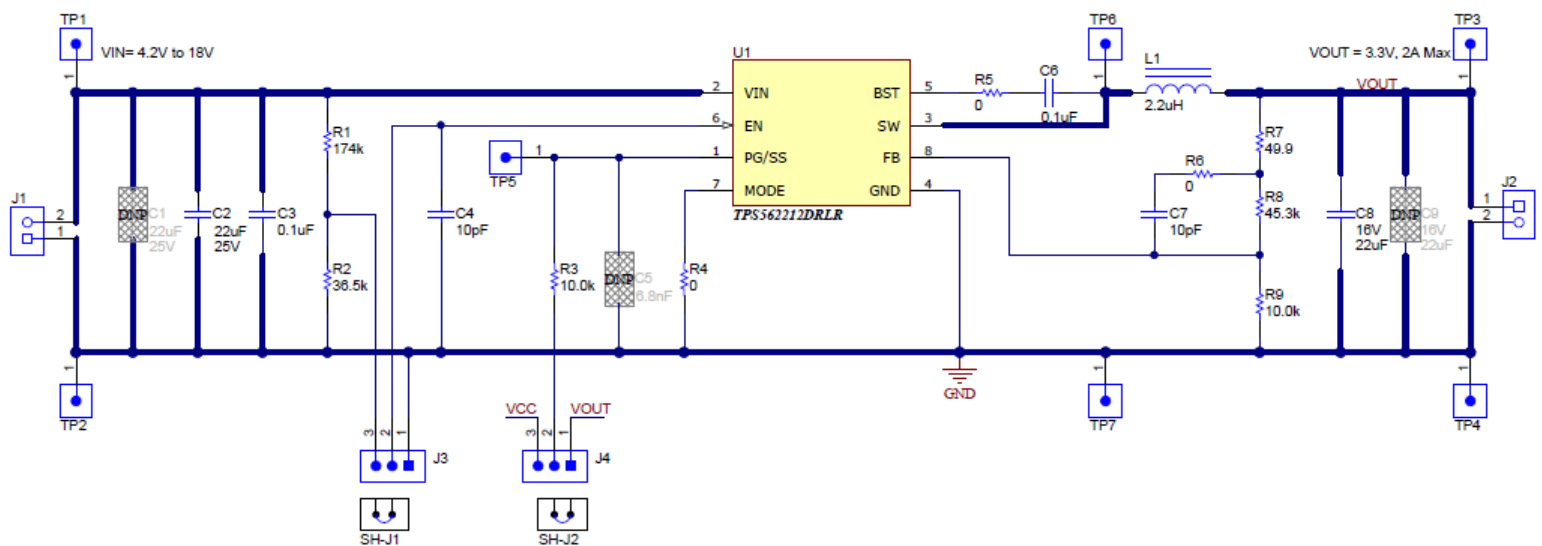 TP1
VIN= 4.2V to 18V
TP6
TP3
VOUT = 3.3V, 2A Max
1
1
1
U1
2
VIN
6
EN
1
PG/SS
7
MODE
BST
5
SW
3
FB
8
GND
4
TPS562212DRLR
R5
0
C6
0.1uF
L1
2.2uH
VOUT
R1
174k
R7
49.9
TP5
1
R6
0
R8
45.3k
C7
10pF
J1
2
1
DNP
C1
22uF
25V
C2
22uF
25V
C3
0.1uF
C4
10pF
R2
36.5k
R3
10.0k
DNP
C5
6.8nF
R4
0
R9
10.0k
C8
16V
22uF
DNP
C9
16V
22uF
J2
1
2
1
TP2
GND
1
TP7
1
TP4
3
2
1
J3
VCC
VOUT
3
2
1
J4
SH-J1
SH-J2